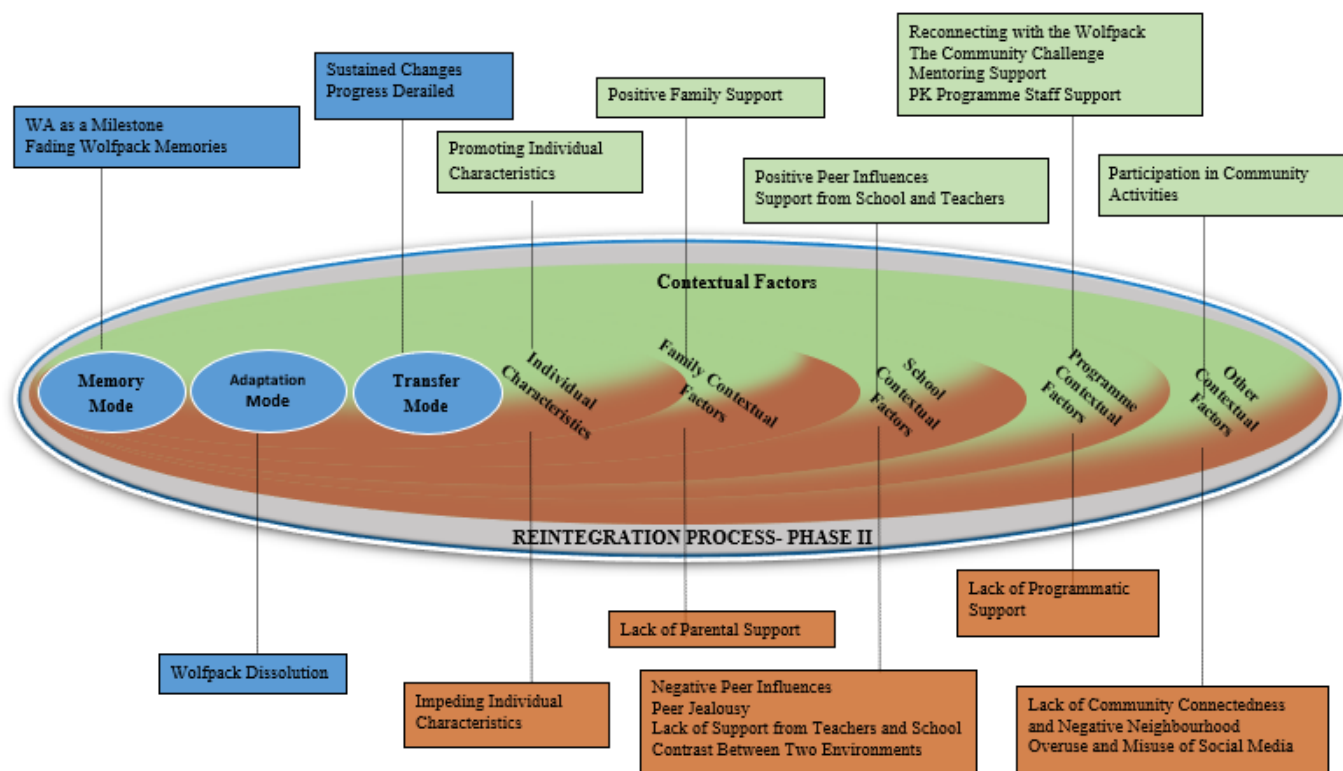 Reconnecting with the Wolfpack
The Community Challenge
Mentoring Support
PK Programme Staff Support
Sustained Changes
Progress Derailed
Positive Family Support
WA as a Milestone
Fading Wolfpack Memories
Promoting Individual
Characteristics
Positive Peer Influences
Support from School and Teachers
Participation in Community
Activities
Contextual Factors
Memory
Mode
Adaptation
Mode
Transfer
Mode
Individual
Characteristics
Family Contextual
Factors
School
Contextual
Factors
Programme
Contextual
Factors
Other
Contextual
Factors
REINTEGRATION PROCESS- PHASE II
Lack of Programmatic
Support
Lack of Parental Support
Wolfpack Dissolution
Impeding Individual
Characteristics
Negative Peer Influences
Peer Jealousy
Lack of Support from Teachers and School
Contrast Between Two Environments
Lack of Community Connectedness
and Negative Neighbourhood
Overuse and Misuse of Social Media